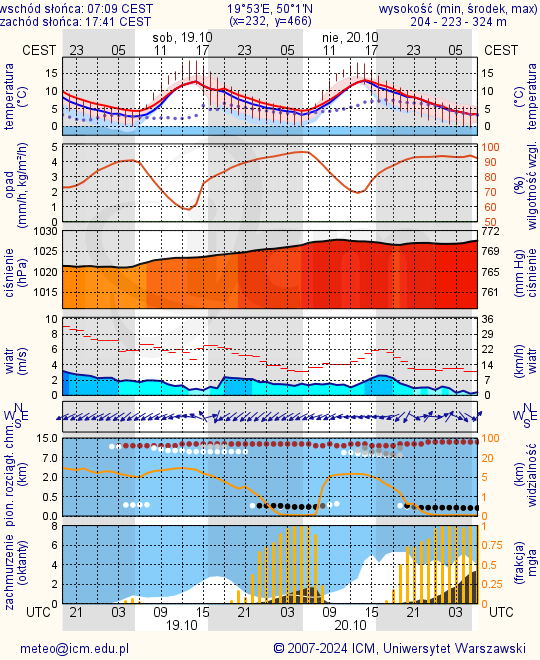 wschód słońca: 07:09 CEST 19°53'E, 50°1'N wysokość (min, środek, max)
zachód słońca: 17:41 CEST (x=232, y=466) 204 - 223 - 324 m
sob, 19.10 nie, 20.10
CEST 23 05 11 17 23 05 11 17 23 05 CEST
temperatura (°C) 15 10 5 0 15 10 5 0 (°C) temperatura
opad (mm/h, kg/m²/h) 5 4 3 2 1 0 100 90 80 70 60 50 (%) wilgotność wzgl.
ciśnienie (hPa) 1030 1025 1020 1015 772 769 765 761 (mm Hg) ciśnienie
wiatr (m/s) 10 8 6 4 2 0 36 29 22 14 7 0 (km/h) wiatr
N W E S N W E S
pion. rozciągł. chm. (km) 15.0 7.0 2.0 0.5 0.0 100 20 5 1 0.0 (km) widzialność
zachmurzenie (oktanty) 8 6 4 2 0 1 0.75 0.5 0.25 0 (frakcja) mgła
UTC 21 03 09 15 21 03 09 15 21 03 UTC
19.10 20.10
meteo@icm.edu.pl © 2007-2024 ICM, Uniwersytet Warszawski